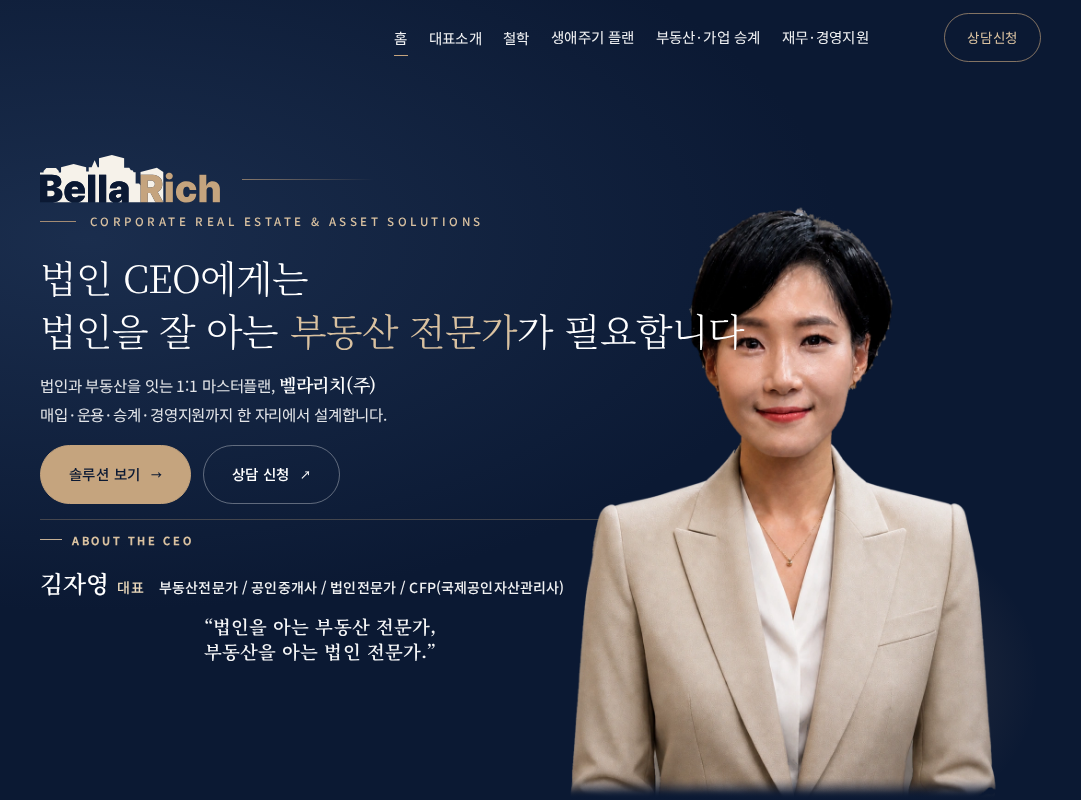 홈 대표소개 철학 생애주기 플랜 부동산·가업 승계 재무·경영지원 상담신청
Bella Rich
CORPORATE REAL ESTATE & ASSET SOLUTIONS
법인 CEO에게는
법인을 잘 아는 부동산 전문가가 필요합니다
법인과 부동산을 잇는 1:1 마스터플랜, 벨라리치(주)
매입·운용·승계·경영지원까지 한 자리에서 설계합니다.
솔루션 보기 → 상담 신청 ↗
ABOUT THE CEO
김자영 대표 부동산전문가 / 공인중개사 / 법인전문가 / CFP(국제공인자산관리사)
“법인을 아는 부동산 전문가,
부동산을 아는 법인 전문가.”